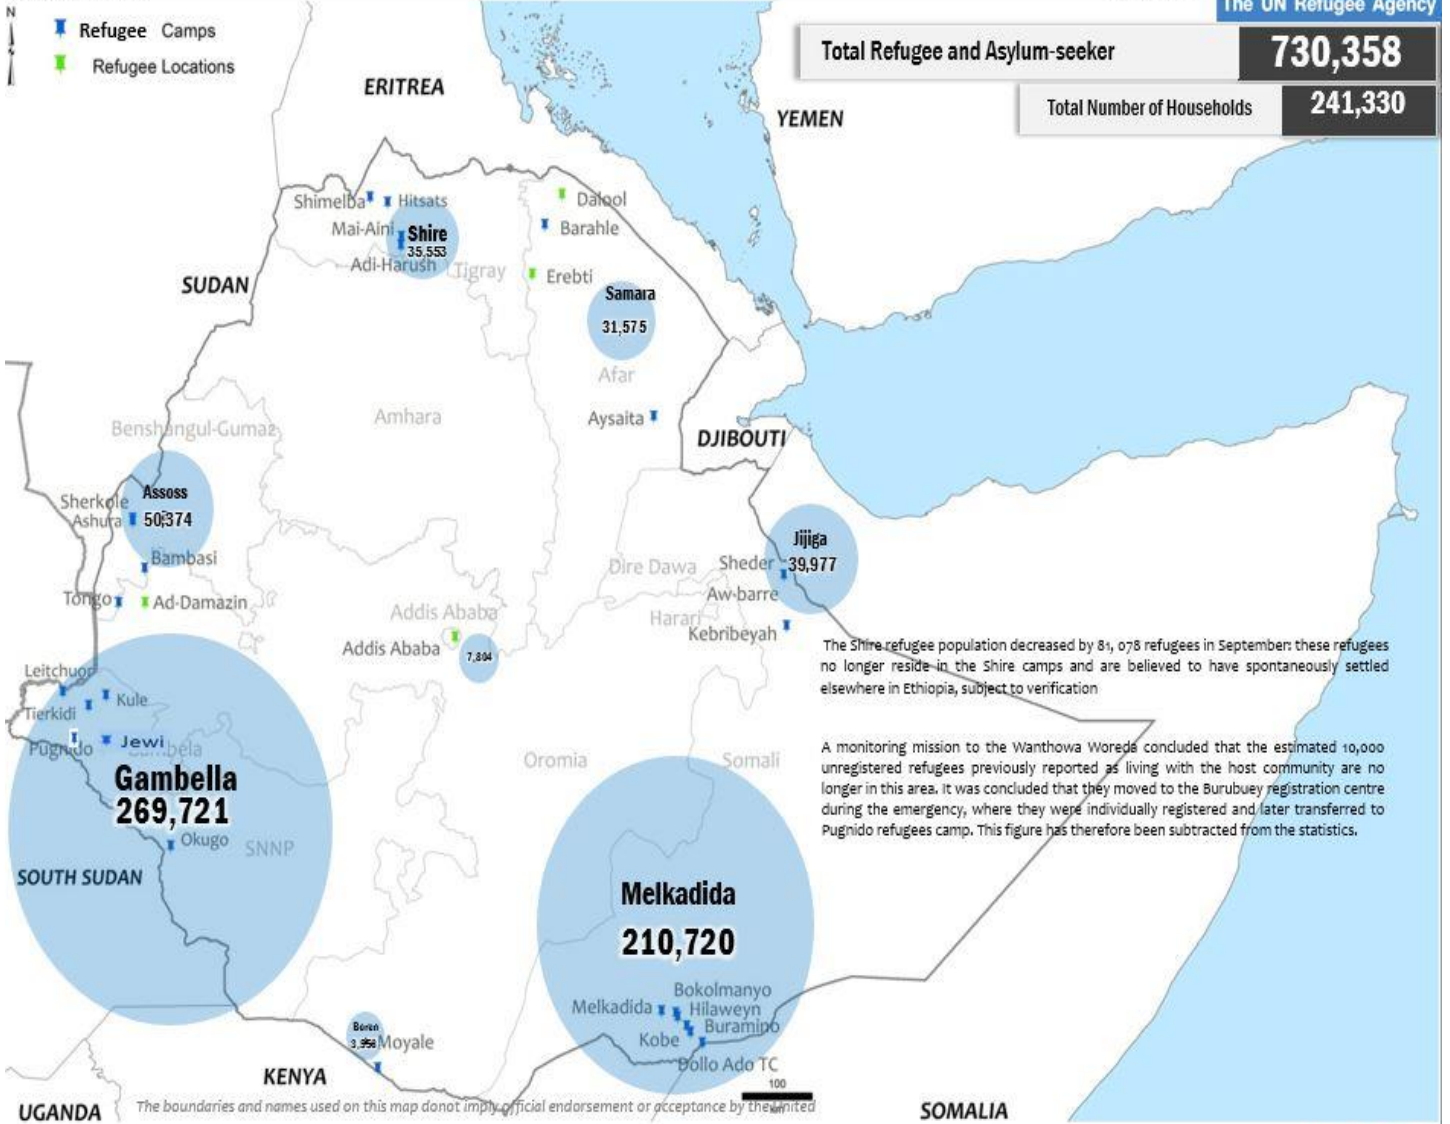 N
Refugee Camps
Refugee Locations
The UN Refugee Agency
Total Refugee and Asylum-seeker 730,358
Total Number of Households 241,330
ERITREA
YEMEN
Shimelba
Hitsats
Dalool
Mai-Aini
Shire
35,553
Barahle
Adi-Harush
Tigray
Erebti
SUDAN
Samara
31,575
Afar
Aysaita
Amhara
Benshangul-Gumaz
DJIBOUTI
Sherkole
Assoss
Ashura
50,374
Bambasi
Jijiga
39,977
Dire Dawa
Sheder
Aw-barre
Tongo
Ad-Damazin
Addis Ababa
Harari
Kebribeyah
Addis Ababa
7,804
The Shire refugee population decreased by 81, 078 refugees in September: these refugees
no longer reside in the Shire camps and are believed to have spontaneously settled
elsewhere in Ethiopia, subject to verification
Leitchuor
Kule
Tierkidi
Pugnido
Jewi
Gambela
Gambella
269,721
Oromia
Somali
A monitoring mission to the Wanthowa Woreda concluded that the estimated 10,000
unregistered refugees previously reported as living with the host community are no
longer in this area. It was concluded that they moved to the Burubuey registration centre
during the emergency, where they were individually registered and later transferred to
Pugnido refugees camp. This figure has therefore been subtracted from the statistics.
Okugo
SNNP
SOUTH SUDAN
Melkadida
210,720
Bokolmanyo
Melkadida
Hilaweyn
Buramino
Kobe
Dollo Ado TC
Moyale
KENYA
100
km
UGANDA
The boundaries and names used on this map donot imply official endorsement or acceptance by the United
SOMALIA